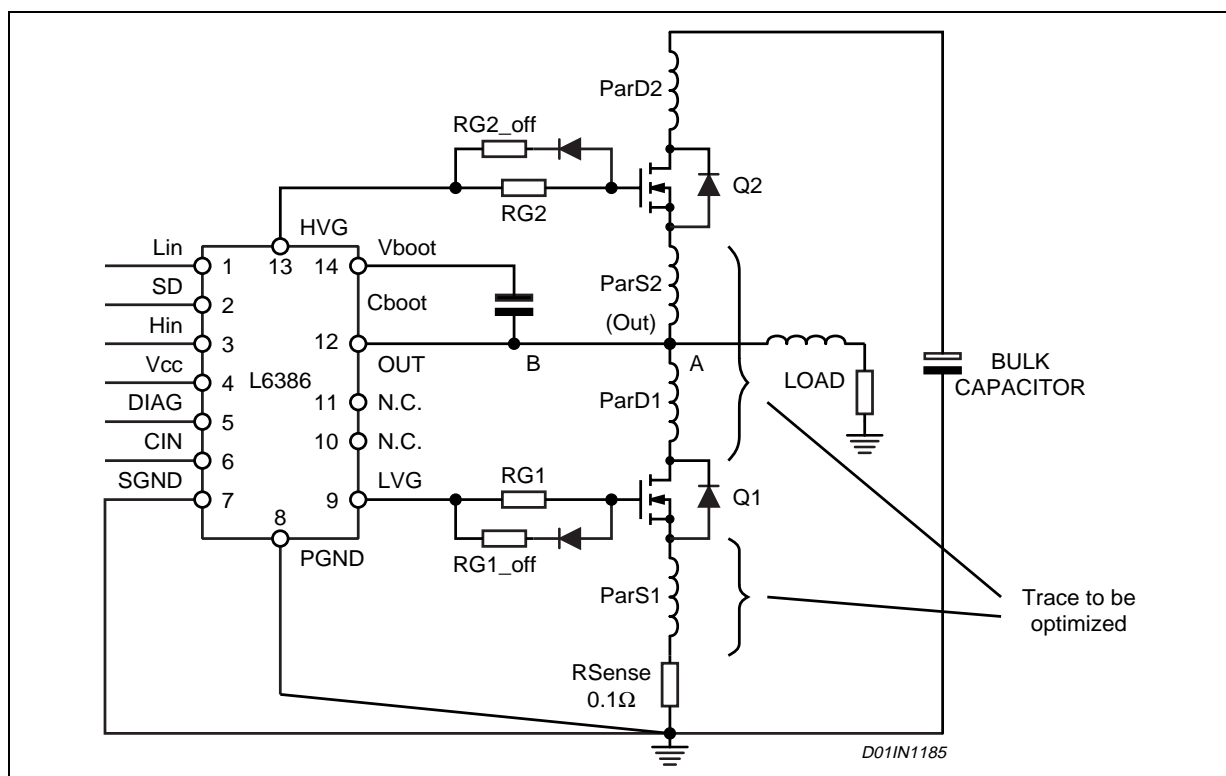 ParD2
RG2_off
RG2
Q2
HVG
Lin
1
13
14
Vboot
SD
2
Cboot
ParS2
(Out)
Hin
3
12
OUT
B
A
Vcc
4
L6386
LOAD
BULK
CAPACITOR
DIAG
5
11
N.C.
ParD1
CIN
6
10
N.C.
SGND
7
9
LVG
RG1
Q1
8
PGND
RG1_off
ParS1
Trace to be
optimized
RSense
0.1Ω
D01IN1185